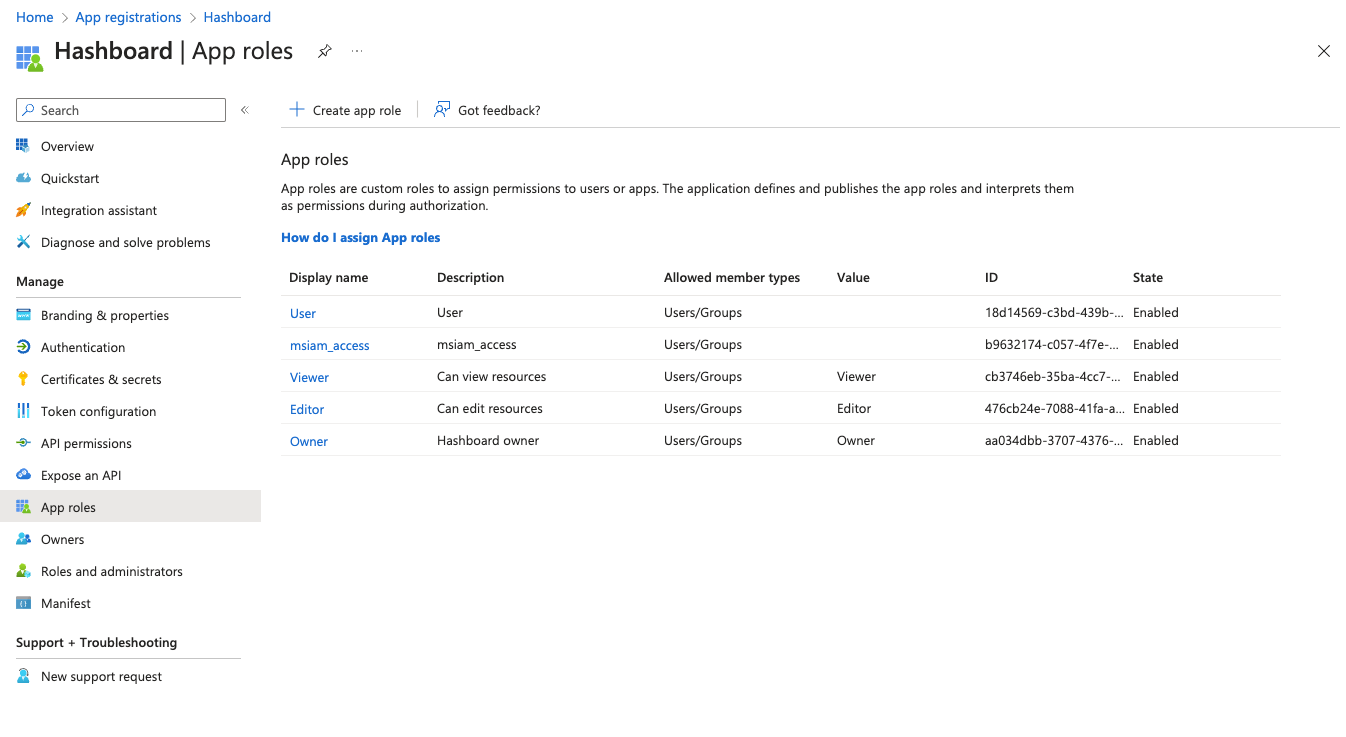 Home > App registrations > Hashboard
Hashboard | App roles
Search
Overview
Quickstart
Integration assistant
Diagnose and solve problems
Manage
Branding & properties
Authentication
Certificates & secrets
Token configuration
API permissions
Expose an API
App roles
Owners
Roles and administrators
Manifest
Support + Troubleshooting
New support request
Create app role
Got feedback?
App roles
App roles are custom roles to assign permissions to users or apps. The application defines and publishes the app roles and interprets them
as permissions during authorization.
How do I assign App roles
Display name Description Allowed member types Value ID State
User User Users/Groups 18d14569-c3bd-439b-... Enabled
msiam_access msiam_access Users/Groups b9632174-c057-4f7e-... Enabled
Viewer Can view resources Users/Groups Viewer cb3746eb-35ba-4cc7-... Enabled
Editor Can edit resources Users/Groups Editor 476cb24e-7088-41fa-a... Enabled
Owner Hashboard owner Users/Groups Owner aa034dbb-3707-4376-... Enabled